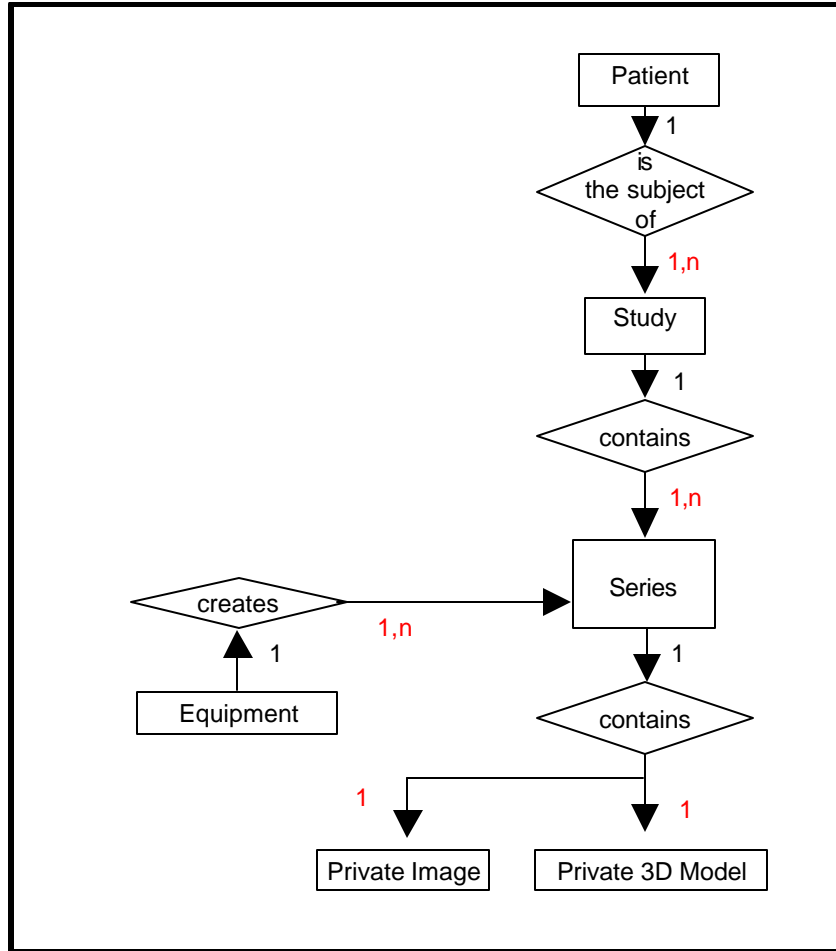 Patient
1
is
the subject
of
1,n
Study
1
contains
1,n
Series
creates
1,n
1
1
Equipment
contains
1
1
Private Image
Private 3D Model